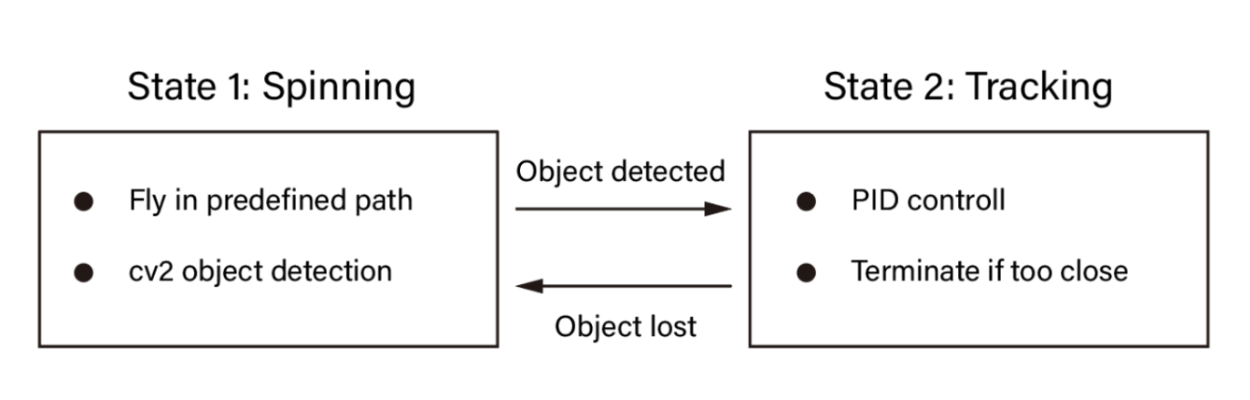 State 1: Spinning
State 2: Tracking
Fly in predefined path
cv2 object detection
Object detected
Object lost
PID controll
Terminate if too close